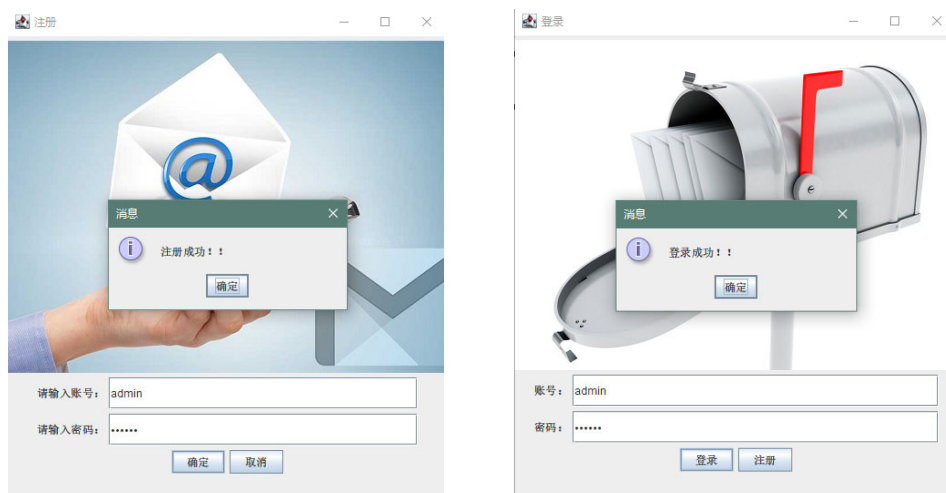 注册
@
消息
注册成功！！
确定
请输入账号：
admin
请输入密码：
••••••
确定
取消
登录
消息
登录成功！！
确定
账号：
admin
密码：
••••••
登录
注册